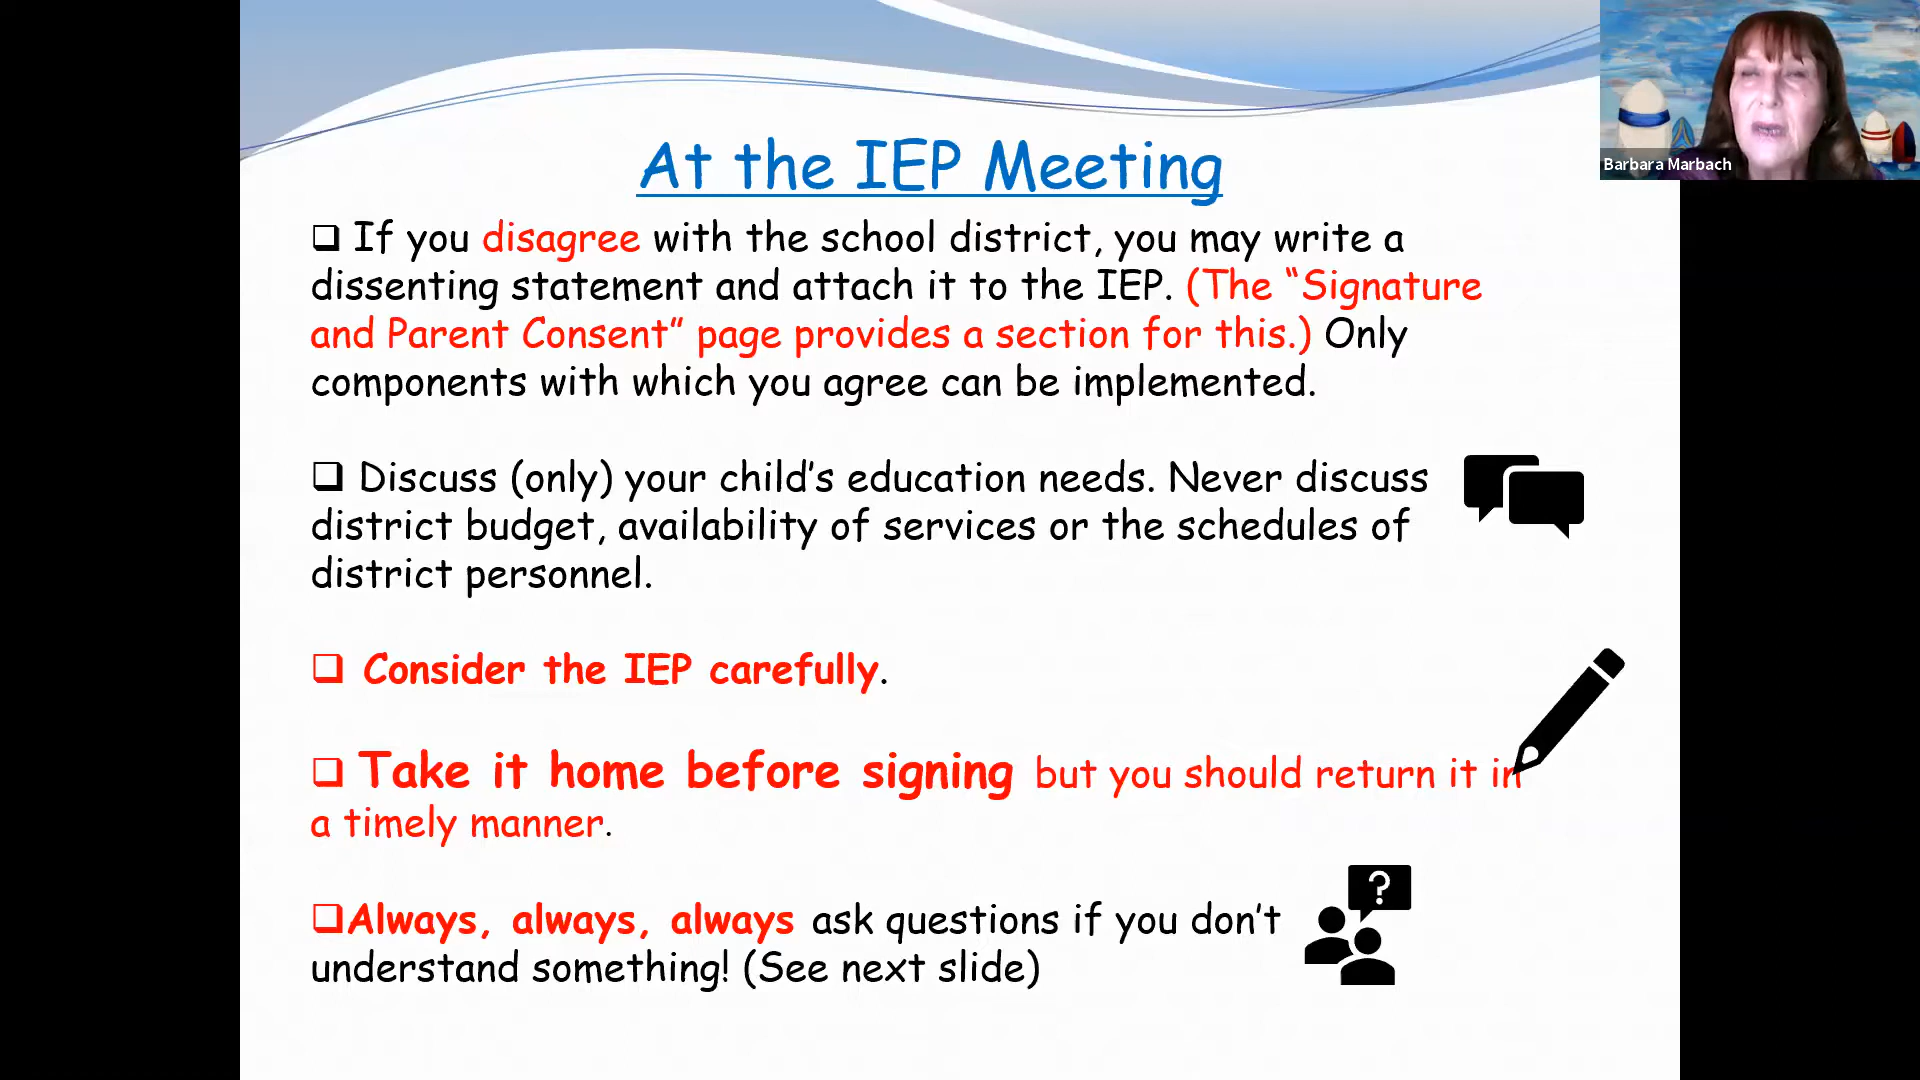 At the IEP Meeting
Barbara Marbach
❑ If you disagree with the school district, you may write a
dissenting statement and attach it to the IEP. (The “Signature
and Parent Consent” page provides a section for this.) Only
components with which you agree can be implemented.
❑ Discuss (only) your child’s education needs. Never discuss
district budget, availability of services or the schedules of
district personnel.
❑ Consider the IEP carefully.
❑ Take it home before signing but you should return it in
a timely manner.
?
❑Always, always, always ask questions if you don’t
understand something! (See next slide)